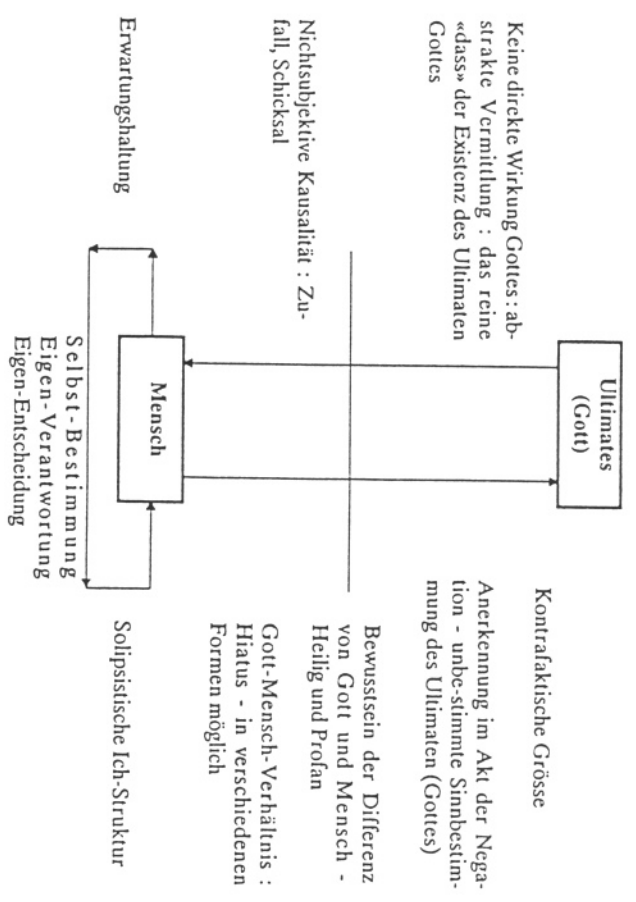 Ultimates
(Gott)
Keine direkte Wirkung Gottes : ab-
strakte Vermittlung : das reine
«dass» der Existenz des Ultimaten
Gottes
Kontrafaktische Grösse
Anerkennung im Akt der Nega-
tion - unbe-stimmte Sinnbestim-
mung des Ultimaten (Gottes)
Nichtsubjektive Kausalität : Zu-
fall, Schicksal
Bewusstsein der Differenz
von Gott und Mensch -
Heilig und Profan
Gott-Mensch-Verhältnis :
Hiatus - in verschiedenen
Formen möglich
Erwartungshaltung
Mensch
Solipsistische Ich-Struktur
Selbst-Bestimmung
Eigen-Verantwortung
Eigen-Entscheidung